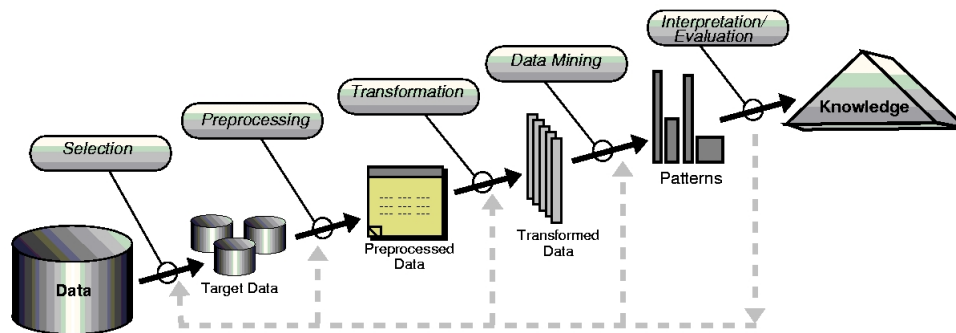 Interpretation/
Evaluation
Data Mining
Transformation
Preprocessing
Selection
Knowledge
Patterns
Transformed
Data
Preprocessed
Data
Target Data
Data